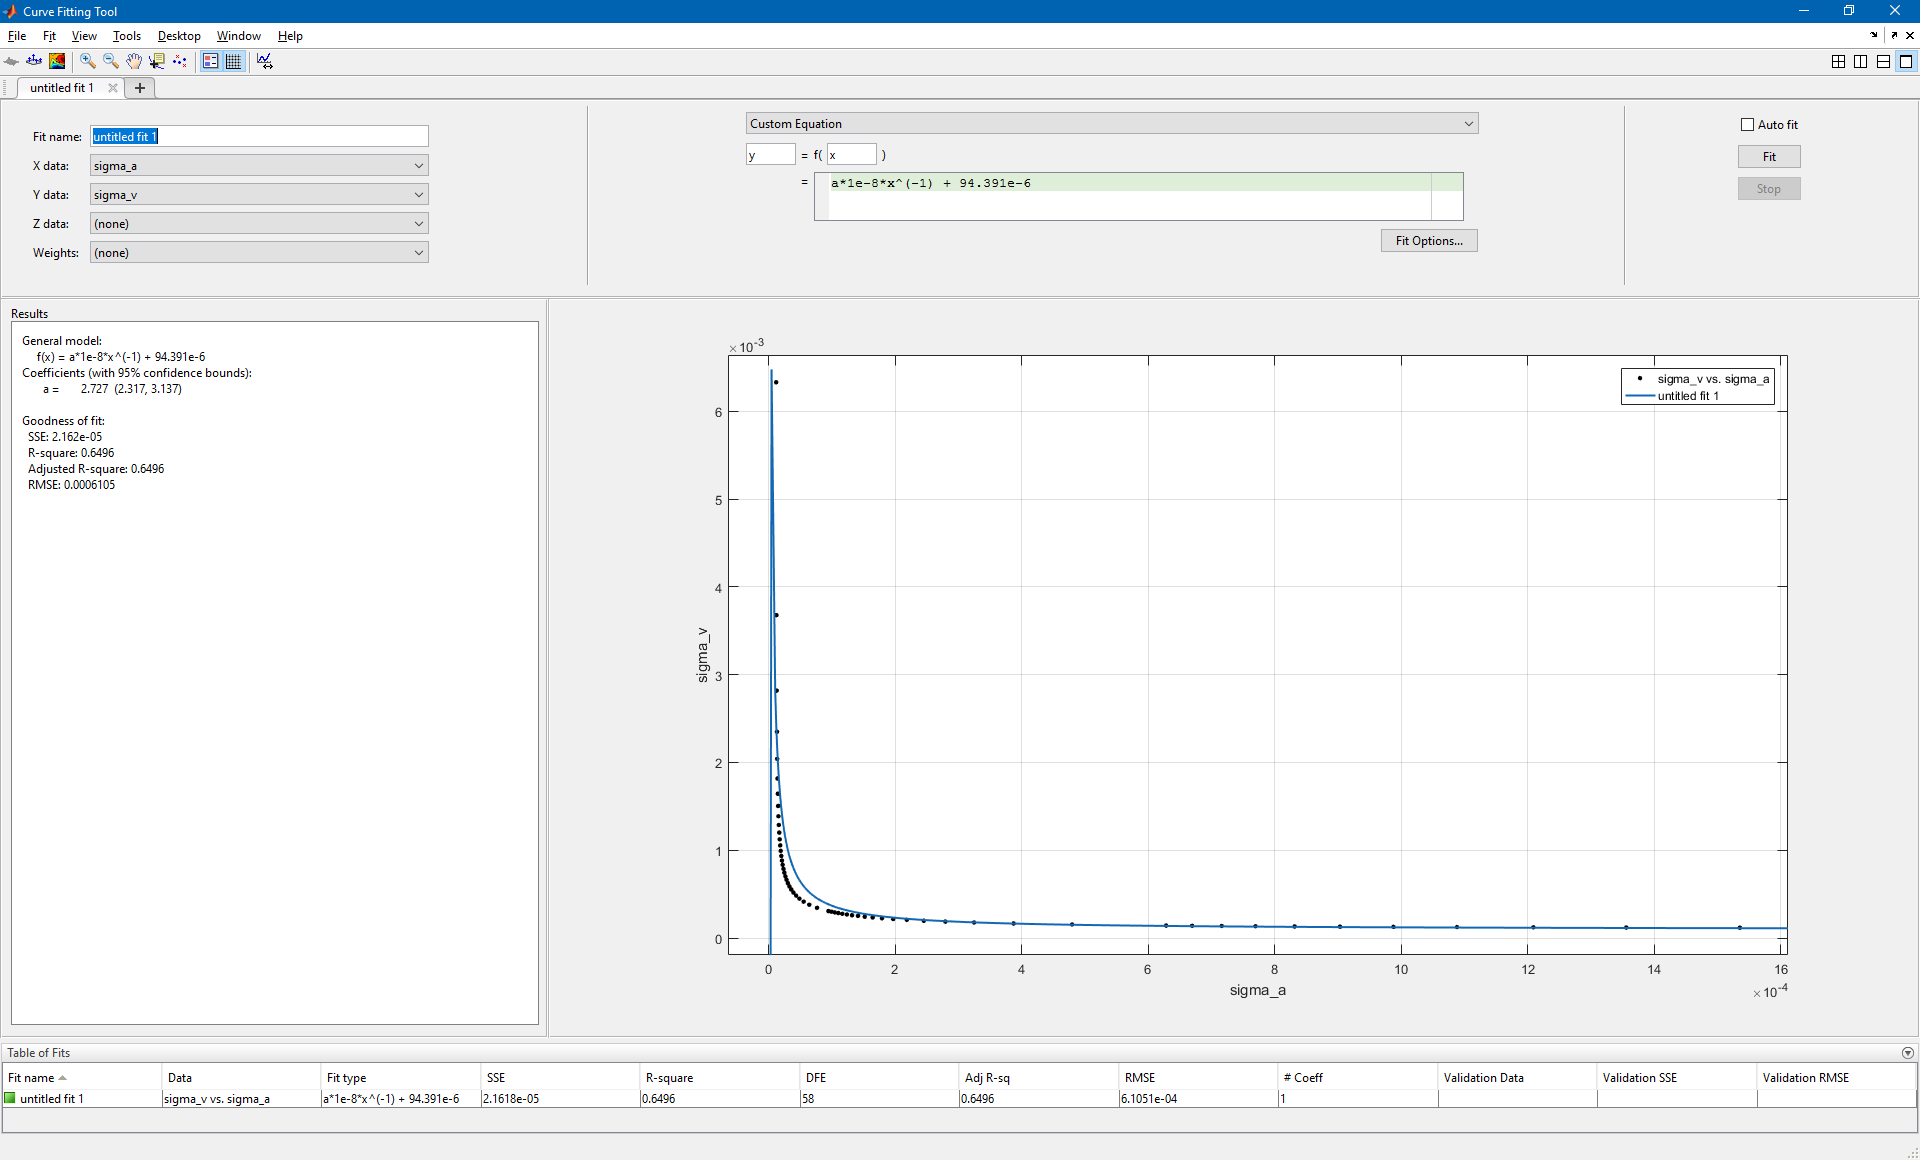 Curve Fitting Tool
File Fit View Tools Desktop Window Help
untitled fit 1
Fit name: untitled fit 1
X data: sigma_a
Y data: sigma_v
Z data: (none)
Weights: (none)
Custom Equation
y = f( x )
= a*1e-8*x^(-1) + 94.391e-6
Fit Options...
Auto fit
Fit
Stop
Results
General model:
f(x) = a*1e-8*x^(-1) + 94.391e-6
Coefficients (with 95% confidence bounds):
a = 2.727 (2.317, 3.137)
Goodness of fit:
SSE: 2.162e-05
R-square: 0.6496
Adjusted R-square: 0.6496
RMSE: 0.0006105
×10^-3
6
5
4
3
2
1
0
sigma_v
sigma_v vs. sigma_a
untitled fit 1
0 2 4 6 8 10 12 14 16
sigma_a
×10^-4
Table of Fits
Fit name Data Fit type SSE R-square DFE Adj R-sq RMSE # Coeff Validation Data Validation SSE Validation RMSE
untitled fit 1 sigma_v vs. sigma_a a*1e-8*x^(-1) + 94.391e-6 2.1618e-05 0.6496 58 0.6496 6.1051e-04 1